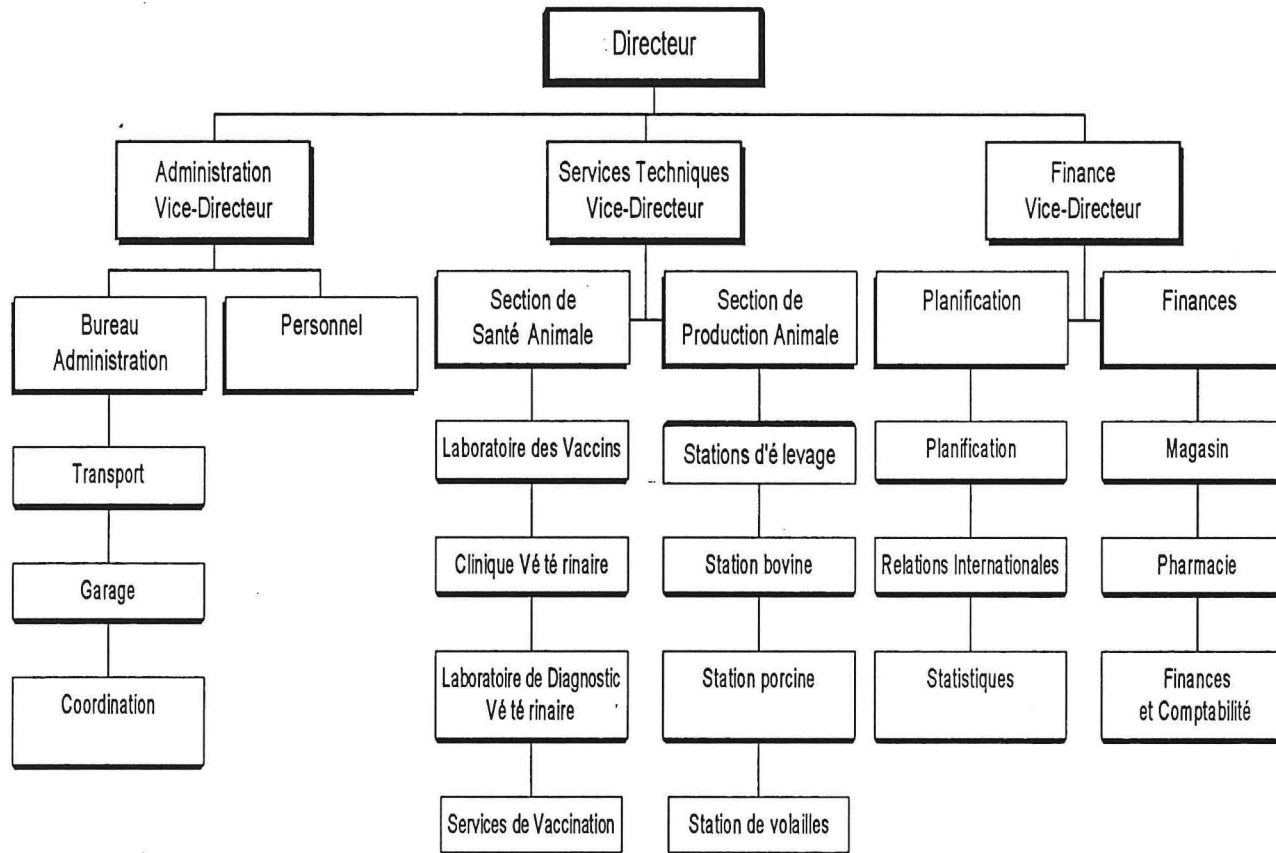 Directeur
Administration
Vice-Directeur
Services Techniques
Vice-Directeur
Finance
Vice-Directeur
Bureau
Administration
Personnel
Section de
Santé Animale
Section de
Production Animale
Planification
Finances
Transport
Garage
Coordination
Laboratoire des Vaccins
Clinique Vé té rinaire
Laboratoire de Diagnostic
Vé té rinaire
Services de Vaccination
Stations d'é levage
Station bovine
Station porcine
Station de volailles
Planification
Relations Internationales
Statistiques
Magasin
Pharmacie
Finances
et Comptabilité